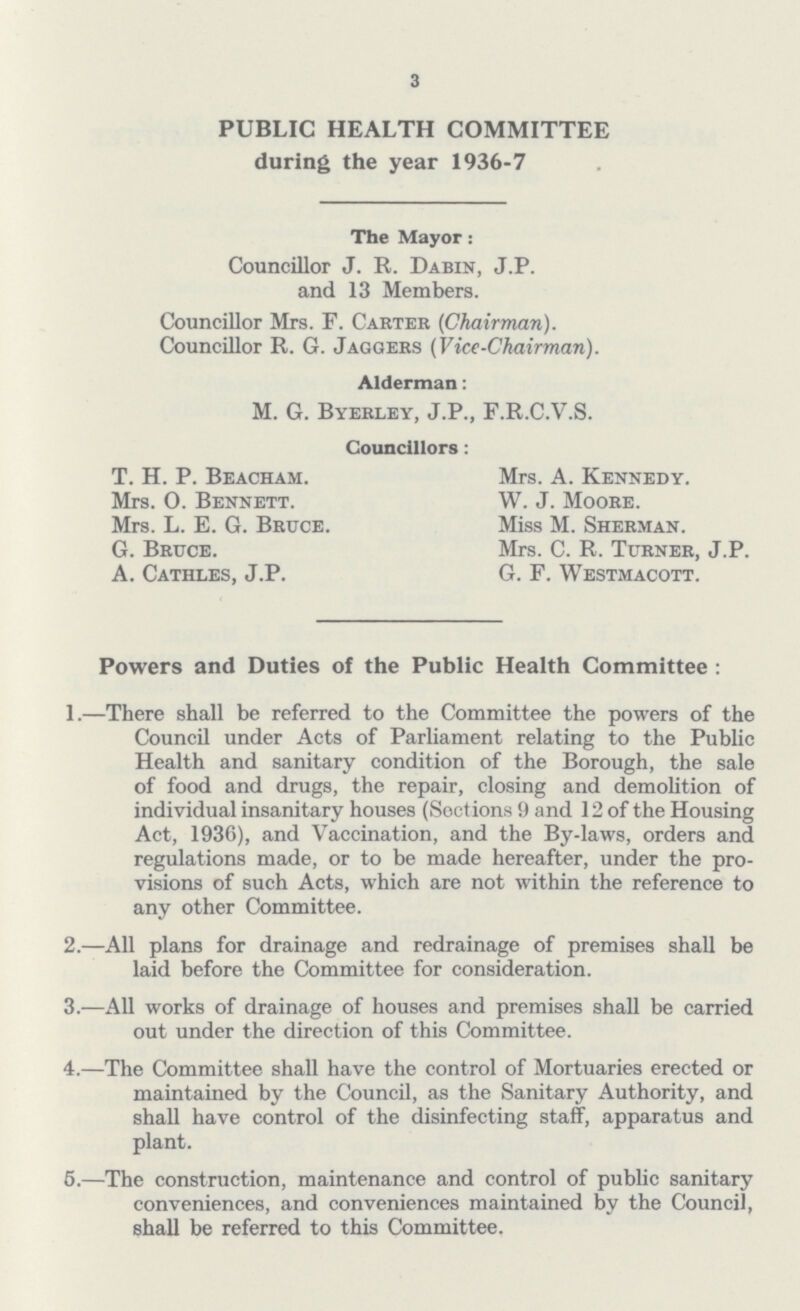 3
PUBLIC HEALTH COMMITTEE
during the year 1936-7
The Mayor:
Councillor J. R. DABIN, J.P.
and 13 Members.
Councillor Mrs. F. CARTER (Chairman).
Councillor R. G. JAGGERS (Vice-Chairman).
Alderman:
M. G. BYERLEY, J.P., F.R.C.V.S.
Councillors:
T. H. P. BEACHAM.
Mrs. O. BENNETT.
Mrs. L. E. G. BRUCE.
G. BRUCE.
A. CATHLES, J.P.
Mrs. A. KENNEDY.
W. J. MOORE.
Miss M. SHERMAN.
Mrs. C. R. TURNER, J.P.
G. F. WESTMACOTT.
Powers and Duties of the Public Health Committee:
1.—There shall be referred to the Committee the powers of the
Council under Acts of Parliament relating to the Public
Health and sanitary condition of the Borough, the sale
of food and drugs, the repair, closing and demolition of
individual insanitary houses (Sections 9 and 12 of the Housing
Act, 1936), and Vaccination, and the By-laws, orders and
regulations made, or to be made hereafter, under the pro-
visions of such Acts, which are not within the reference to
any other Committee.
2.—All plans for drainage and redrainage of premises shall be
laid before the Committee for consideration.
3.—All works of drainage of houses and premises shall be carried
out under the direction of this Committee.
4.—The Committee shall have the control of Mortuaries erected or
maintained by the Council, as the Sanitary Authority, and
shall have control of the disinfecting staff, apparatus and
plant.
5.—The construction, maintenance and control of public sanitary
conveniences, and conveniences maintained by the Council,
shall be referred to this Committee.